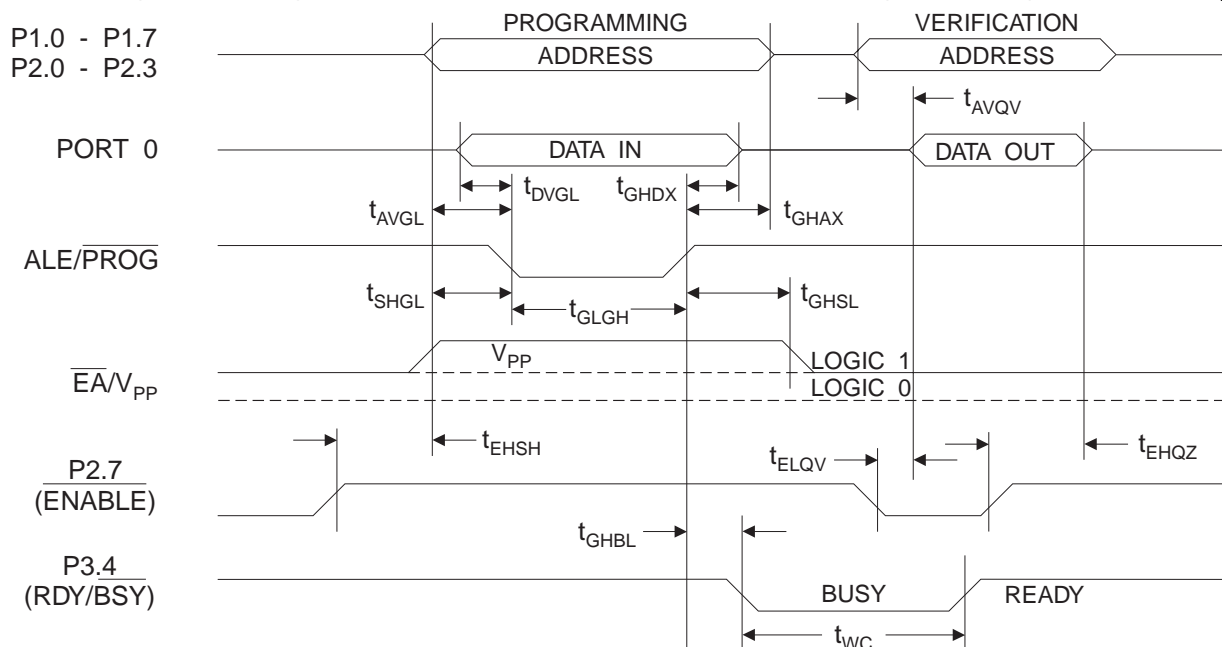 PROGRAMMING
VERIFICATION
P1.0 - P1.7
P2.0 - P2.3
ADDRESS
ADDRESS
tAVQV
PORT 0
DATA IN
DATA OUT
tDVGL
tGHDX
tAVGL
tGHAX
ALE/PROG
tSHGL
tGLGH
tGHSL
VPP
LOGIC 1
EA/VPP
LOGIC 0
tEHSH
tELQV
tEHQZ
P2.7
(ENABLE)
tGHBL
P3.4
(RDY/BSY)
BUSY
READY
tWC